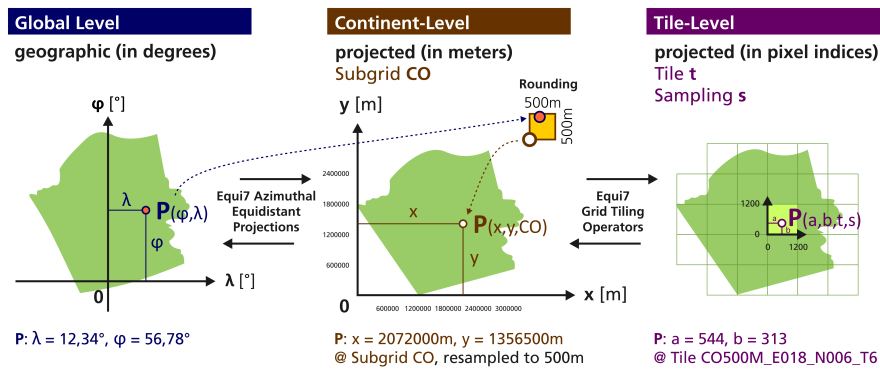 Global Level
geographic (in degrees)
φ [°]
λ
P(φ,λ)
φ
λ [°]
0
P: λ = 12,34°, φ = 56,78°
Equi7 Azimuthal
Equidistant
Projections
Continent-Level
projected (in meters)
Subgrid CO
Rounding
500m
500m
y [m]
2400000
1800000
1200000
600000
x
P(x,y,CO)
y
0
x [m]
600000 1200000 1800000 2400000 3000000
P: x = 2072000m, y = 1356500m
@ Subgrid CO, resampled to 500m
Equi7
Grid Tiling
Operators
Tile-Level
projected (in pixel indices)
Tile t
Sampling s
1200
a
P(a,b,t,s)
b
0
0 1200
P: a = 544, b = 313
@ Tile CO500M_E018_N006_T6